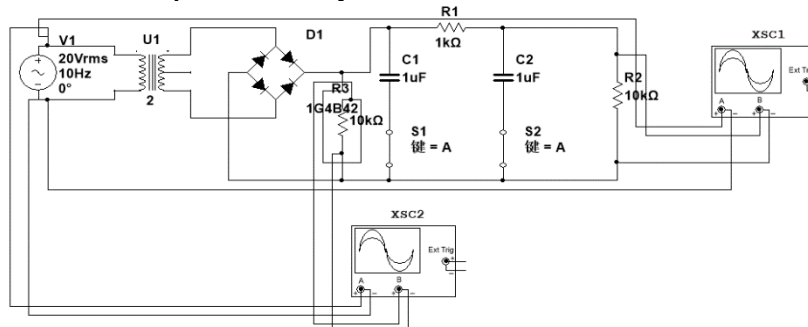 V1
20Vrms
10Hz
0°
U1
2
D1
1G4B42
R3
10kΩ
C1
1uF
S1
键 = A
R1
1kΩ
C2
1uF
S2
键 = A
R2
10kΩ
XSC1
Ext Tri
A
B
XSC2
Ext Trig
A
B